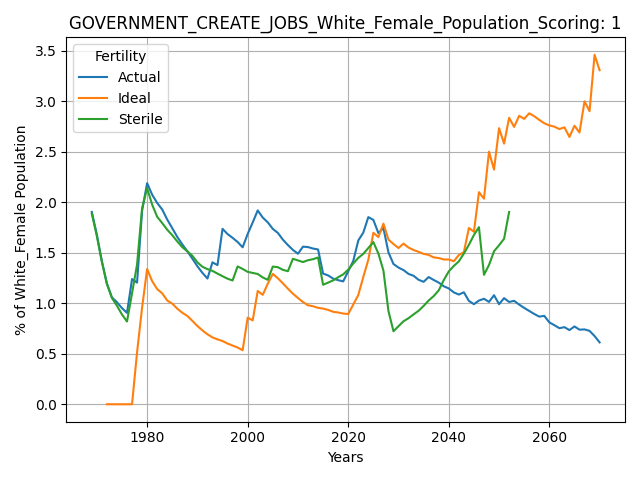 GOVERNMENT_CREATE_JOBS_White_Female_Population_Scoring: 1
Fertility
Actual
Ideal
Sterile
% of White_Female Population
3.5
3.0
2.5
2.0
1.5
1.0
0.5
0.0
1980 2000 2020 2040 2060
Years